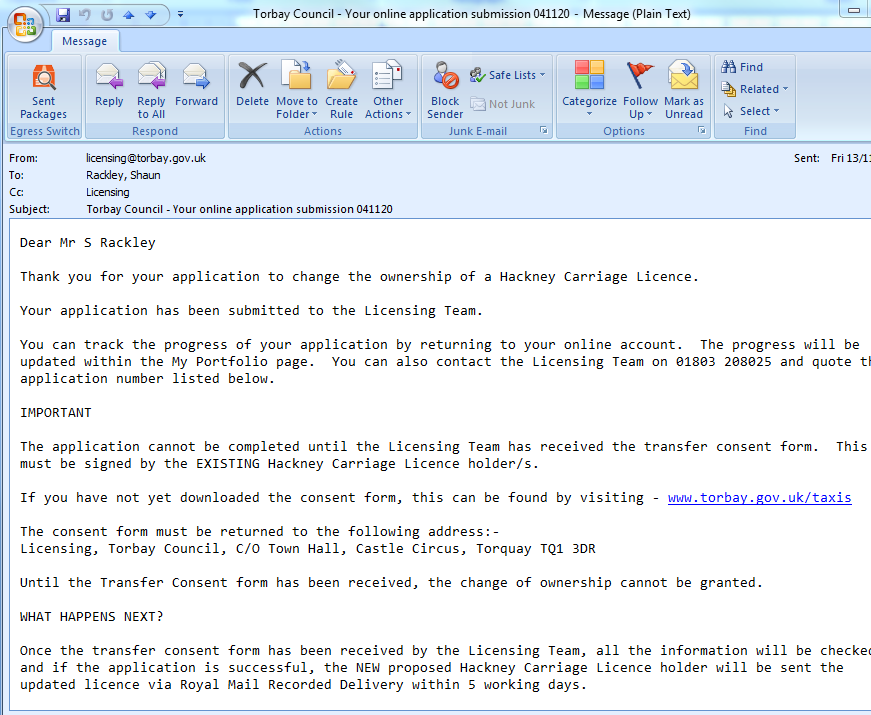 Torbay Council - Your online application submission 041120 - Message (Plain Text)
Message
Sent Packages
Reply
Reply to All
Forward
Delete
Move to Folder
Create Rule
Other Actions
Block Sender
Safe Lists
Not Junk
Categorize
Follow Up
Mark as Unread
Find
Related
Select
Egress Switch
Respond
Actions
Junk E-mail
Options
Find
From: licensing@torbay.gov.uk
Sent: Fri 13/11
To: Rackley, Shaun
Cc: Licensing
Subject: Torbay Council - Your online application submission 041120
Dear Mr S Rackley
Thank you for your application to change the ownership of a Hackney Carriage Licence.
Your application has been submitted to the Licensing Team.
You can track the progress of your application by returning to your online account.  The progress will be
updated within the My Portfolio page.  You can also contact the Licensing Team on 01803 208025 and quote th
application number listed below.
IMPORTANT
The application cannot be completed until the Licensing Team has received the transfer consent form.  This
must be signed by the EXISTING Hackney Carriage Licence holder/s.
If you have not yet downloaded the consent form, this can be found by visiting - www.torbay.gov.uk/taxis
The consent form must be returned to the following address:-
Licensing, Torbay Council, C/O Town Hall, Castle Circus, Torquay TQ1 3DR
Until the Transfer Consent form has been received, the change of ownership cannot be granted.
WHAT HAPPENS NEXT?
Once the transfer consent form has been received by the Licensing Team, all the information will be checked
and if the application is successful, the NEW proposed Hackney Carriage Licence holder will be sent the
updated licence via Royal Mail Recorded Delivery within 5 working days.